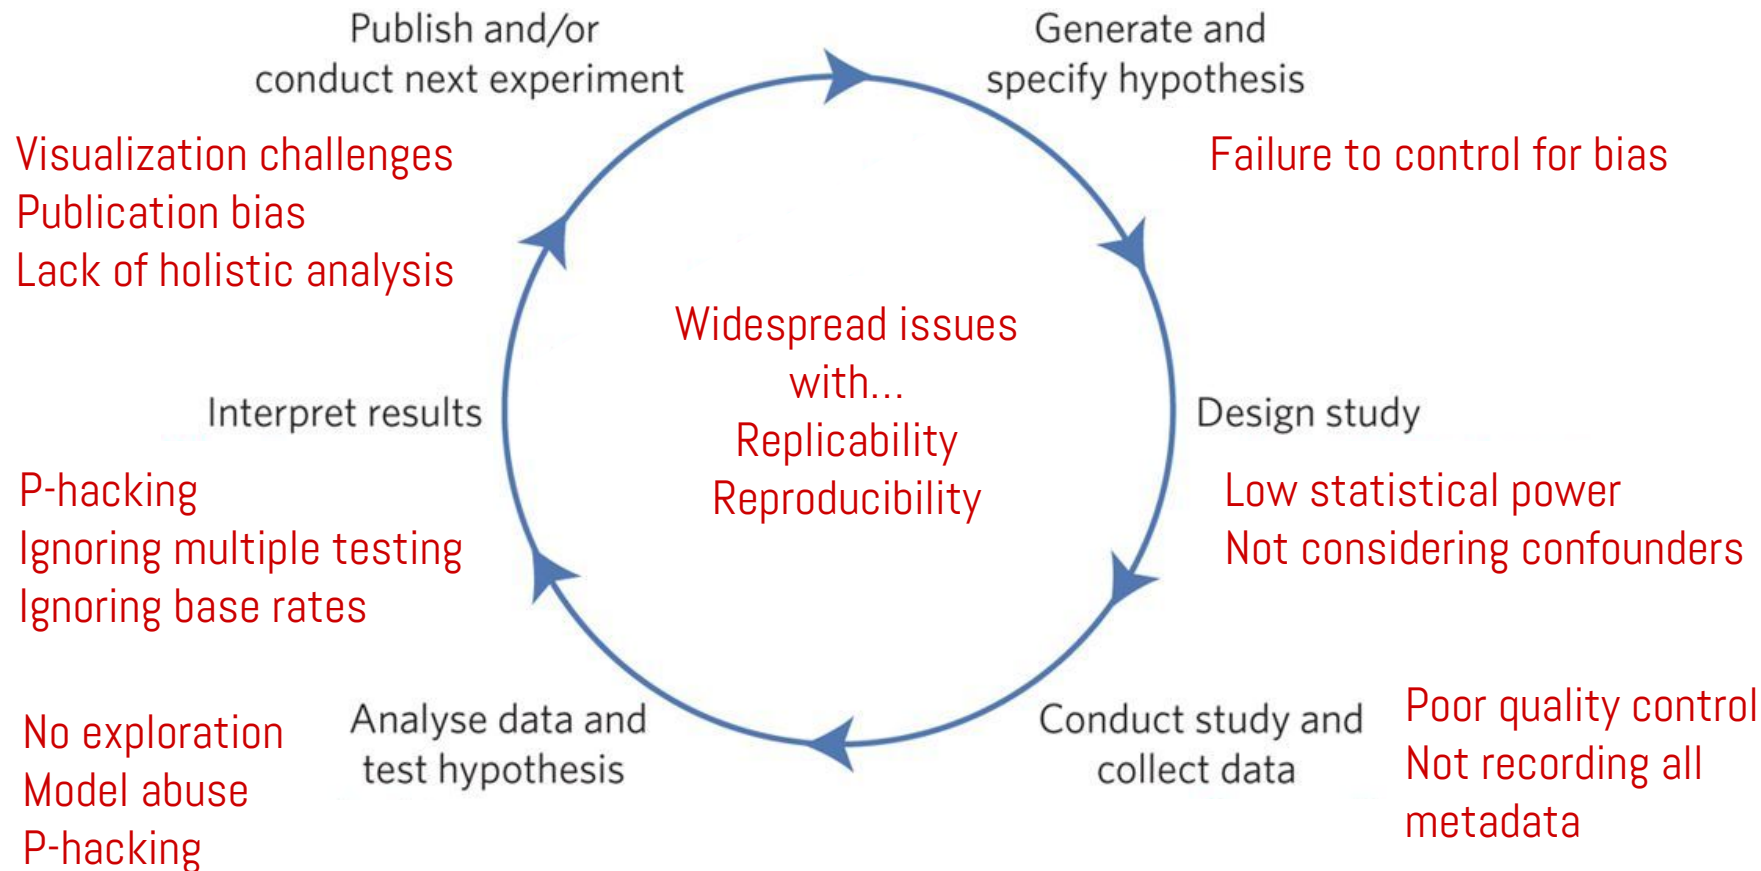 Publish and/or
conduct next experiment
Generate and
specify hypothesis
Visualization challenges
Publication bias
Lack of holistic analysis
Failure to control for bias
Widespread issues
with...
Replicability
Reproducibility
Interpret results
Design study
P-hacking
Ignoring multiple testing
Ignoring base rates
Low statistical power
Not considering confounders
No exploration
Model abuse
P-hacking
Analyse data and
test hypothesis
Conduct study and
collect data
Poor quality control
Not recording all
metadata